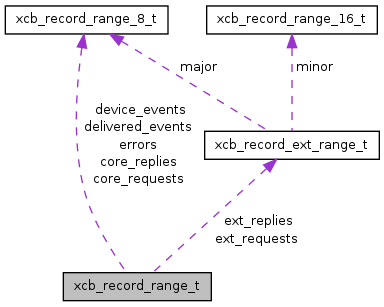 xcb_record_range_8_t
xcb_record_range_16_t
major
minor
device_events
delivered_events
errors
core_replies
core_requests
xcb_record_ext_range_t
ext_replies
ext_requests
xcb_record_range_t